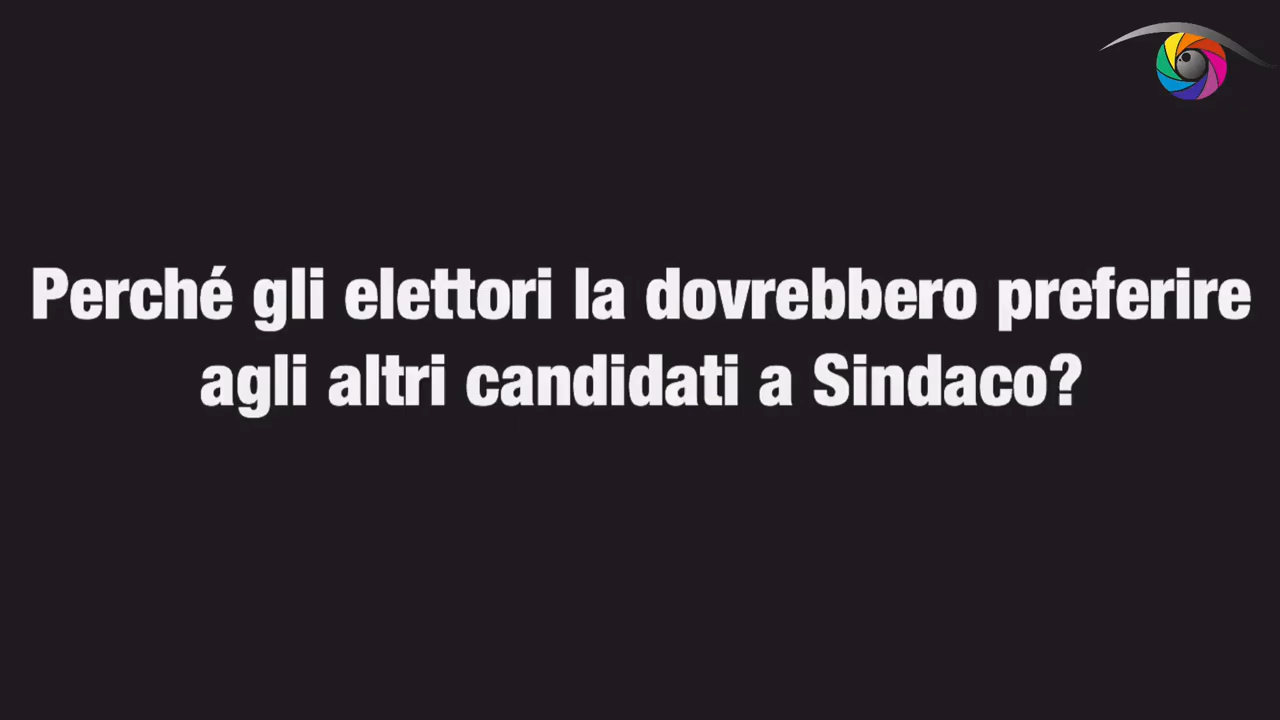 Perché gli elettori la dovrebbero preferire
agli altri candidati a Sindaco?